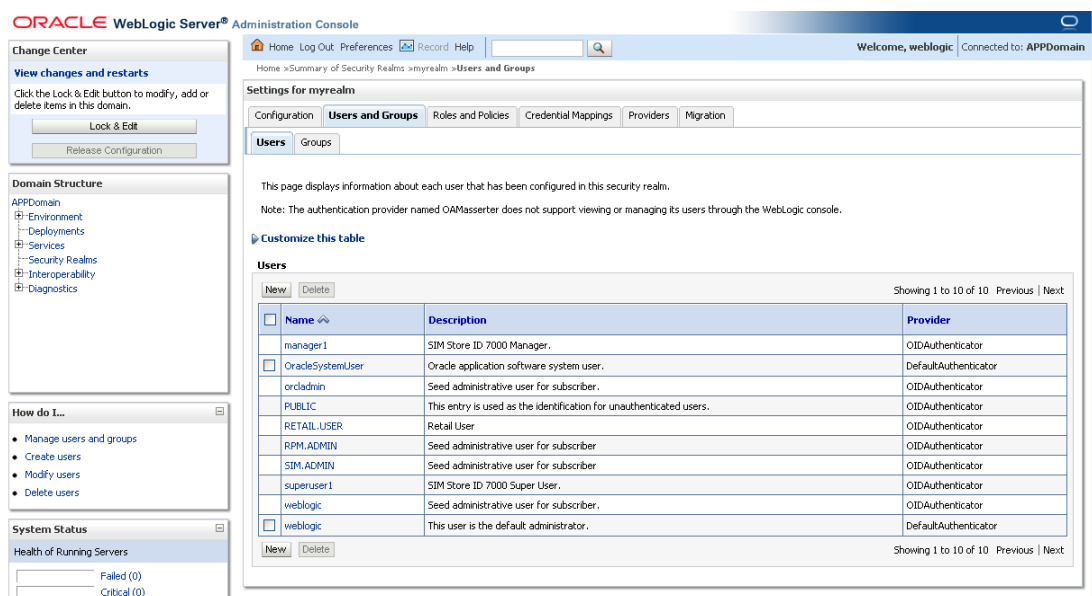 ORACLE WebLogic Server® Administration Console
Change Center
View changes and restarts
Click the Lock & Edit button to modify, add or
delete items in this domain.
Lock & Edit
Release Configuration
Domain Structure
APPDomain
Environment
Deployments
Services
Security Realms
Interoperability
Diagnostics
How do I...
Manage users and groups
Create users
Modify users
Delete users
System Status
Health of Running Servers
Failed (0)
Critical (0)
Home Log Out Preferences Record Help
Welcome, weblogic Connected to: APPDomain
Home >Summary of Security Realms >myrealm >Users and Groups
Settings for myrealm
Configuration Users and Groups Roles and Policies Credential Mappings Providers Migration
Users Groups
This page displays information about each user that has been configured in this security realm.
Note: The authentication provider named OAMasserter does not support viewing or managing its users through the WebLogic console.
Customize this table
Users
New Delete Showing 1 to 10 of 10 Previous | Next
Name Description Provider
manager1 SIM Store ID 7000 Manager. OIDAuthenticator
OracleSystemUser Oracle application software system user. DefaultAuthenticator
orcladmin Seed administrative user for subscriber. OIDAuthenticator
PUBLIC This entry is used as the identification for unauthenticated users. OIDAuthenticator
RETAIL.USER Retail User OIDAuthenticator
RPM.ADMIN Seed administrative user for subscriber OIDAuthenticator
SIM.ADMIN Seed administrative user for subscriber OIDAuthenticator
superuser1 SIM Store ID 7000 Super User. OIDAuthenticator
weblogic Seed administrative user for subscriber. OIDAuthenticator
weblogic This user is the default administrator. DefaultAuthenticator
New Delete Showing 1 to 10 of 10 Previous | Next